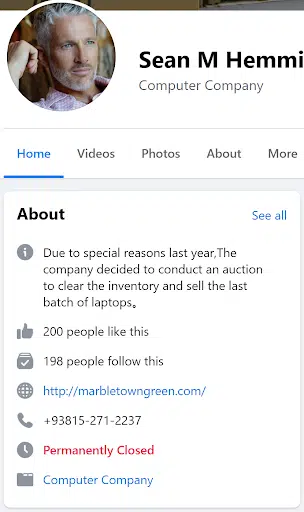 Sean M Hemmi
Computer Company
Home Videos Photos About More
About See all
Due to special reasons last year,The
company decided to conduct an auction
to clear the inventory and sell the last
batch of laptops。
200 people like this
198 people follow this
http://marbletowngreen.com/
+93815-271-2237
Permanently Closed
Computer Company